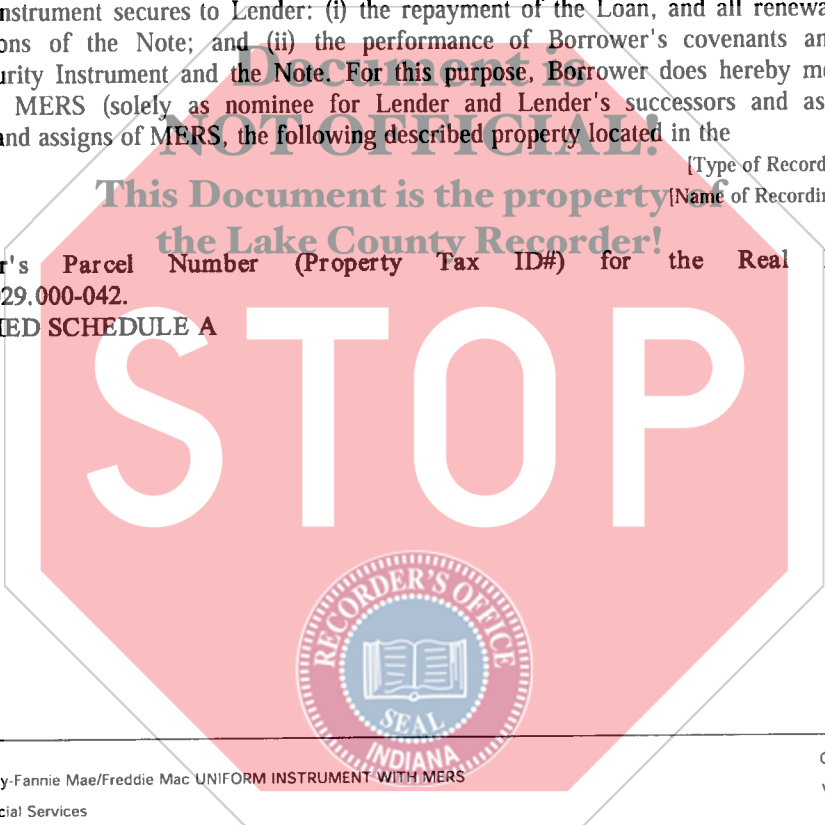 nstrument secures to Lender: (i) the repayment of the Loan, and all renewa
ons of the Note; and (ii) the performance of Borrower's covenants an
urity Instrument and the Note. For this purpose, Borrower does hereby mo
MERS (solely as nominee for Lender and Lender's successors and as
and assigns of MERS, the following described property located in the
[Type of Record
[Name of Recordin
Document is
NOT OFFICIAL!
This Document is the property of
the Lake County Recorder!
r's Parcel Number (Property Tax ID#) for the Real
29.000-042.
ED SCHEDULE A
STOP
RECORDER'S OFFICE
SEAL
INDIANA
y-Fannie Mae/Freddie Mac UNIFORM INSTRUMENT WITH MERS
cial Services